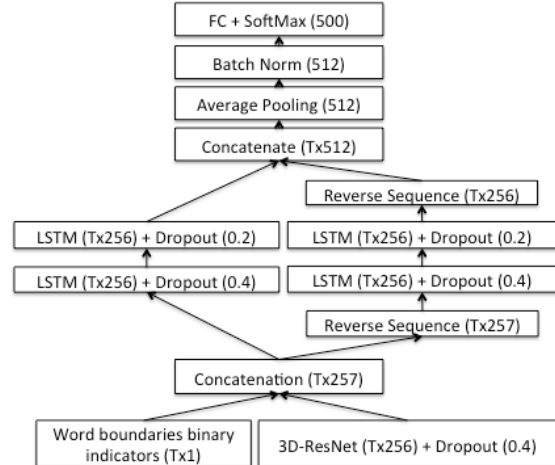 FC + SoftMax (500)
Batch Norm (512)
Average Pooling (512)
Concatenate (Tx512)
Reverse Sequence (Tx256)
LSTM (Tx256) + Dropout (0.2)
LSTM (Tx256) + Dropout (0.2)
LSTM (Tx256) + Dropout (0.4)
LSTM (Tx256) + Dropout (0.4)
Reverse Sequence (Tx257)
Concatenation (Tx257)
Word boundaries binary
indicators (Tx1)
3D-ResNet (Tx256) + Dropout (0.4)